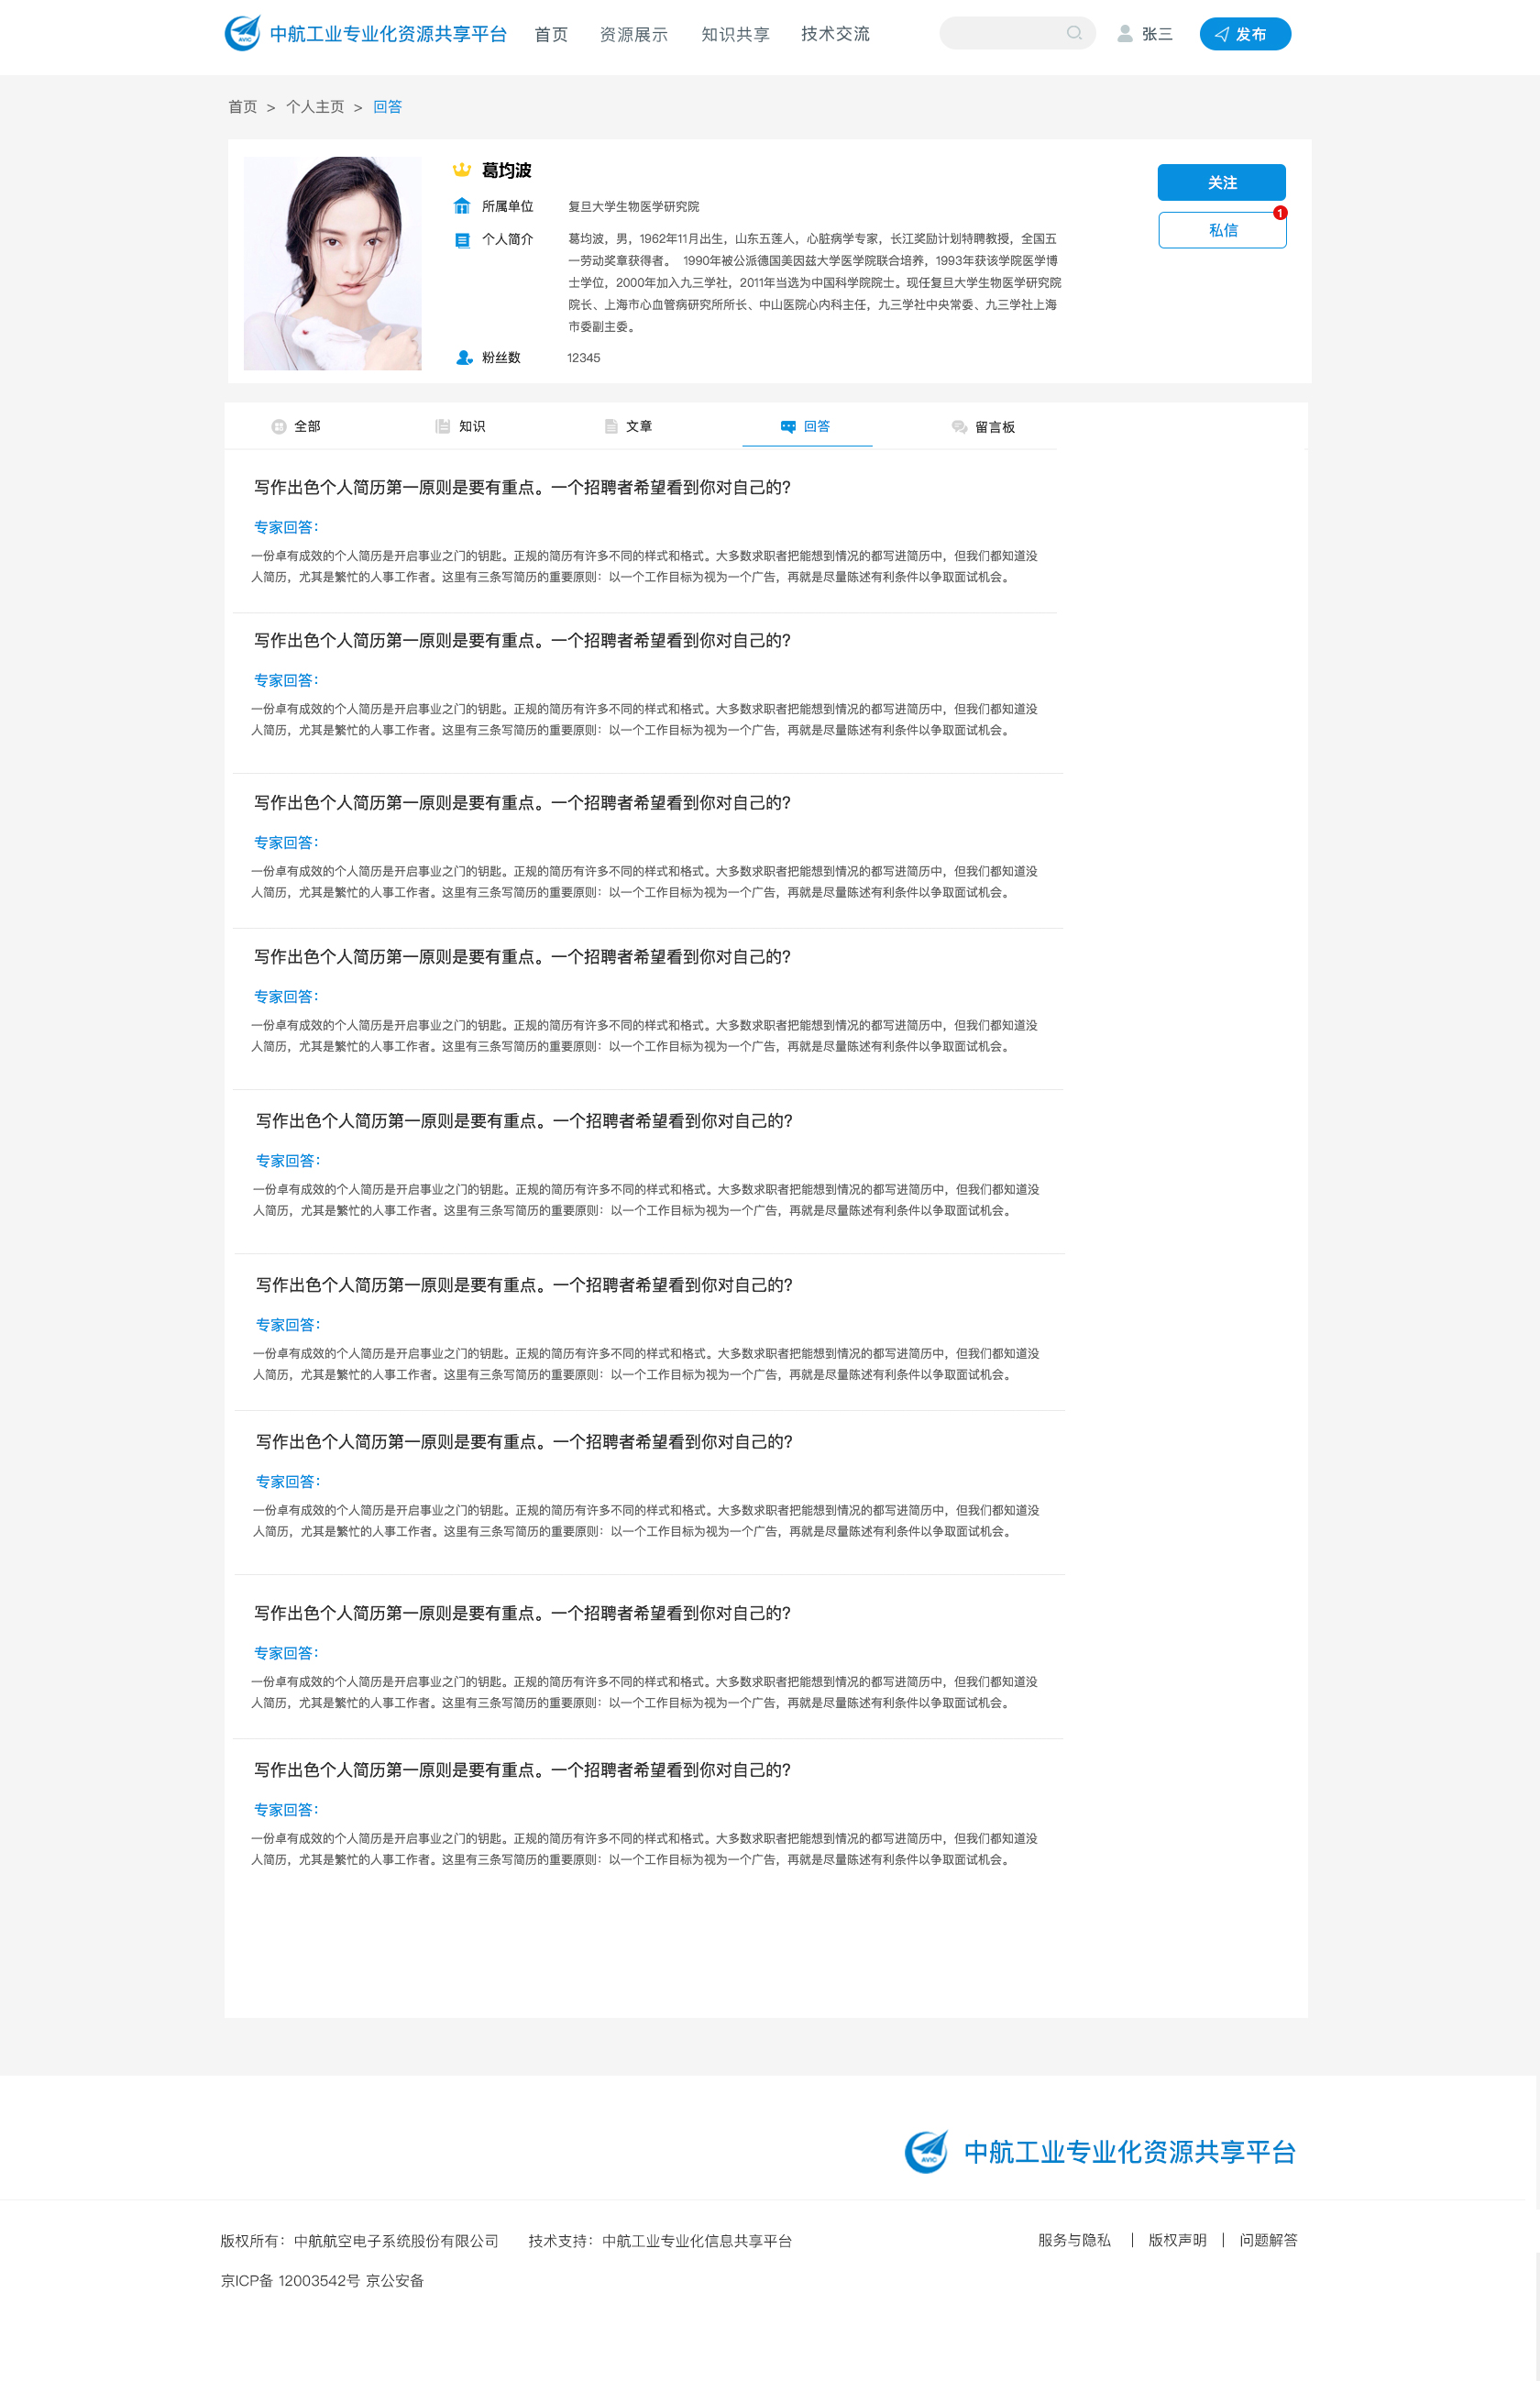 中航工业专业化资源共享平台 首页 资源展示 知识共享 技术交流 张三 发布
首页 > 个人主页 > 回答
葛均波
关注
所属单位 复旦大学生物医学研究院
1
私信
个人简介 葛均波，男，1962年11月出生，山东五莲人，心脏病学专家，长江奖励计划特聘教授，全国五
一劳动奖章获得者。 1990年被公派德国美因兹大学医学院联合培养，1993年获该学院医学博
士学位，2000年加入九三学社，2011年当选为中国科学院院士。现任复旦大学生物医学研究院
院长、上海市心血管病研究所所长、中山医院心内科主任，九三学社中央常委、九三学社上海
市委副主委。
粉丝数 12345
全部 知识 文章 回答 留言板
写作出色个人简历第一原则是要有重点。一个招聘者希望看到你对自己的?
专家回答：
一份卓有成效的个人简历是开启事业之门的钥匙。正规的简历有许多不同的样式和格式。大多数求职者把能想到情况的都写进简历中，但我们都知道没
人简历，尤其是繁忙的人事工作者。这里有三条写简历的重要原则：以一个工作目标为视为一个广告，再就是尽量陈述有利条件以争取面试机会。
写作出色个人简历第一原则是要有重点。一个招聘者希望看到你对自己的?
专家回答：
一份卓有成效的个人简历是开启事业之门的钥匙。正规的简历有许多不同的样式和格式。大多数求职者把能想到情况的都写进简历中，但我们都知道没
人简历，尤其是繁忙的人事工作者。这里有三条写简历的重要原则：以一个工作目标为视为一个广告，再就是尽量陈述有利条件以争取面试机会。
写作出色个人简历第一原则是要有重点。一个招聘者希望看到你对自己的?
专家回答：
一份卓有成效的个人简历是开启事业之门的钥匙。正规的简历有许多不同的样式和格式。大多数求职者把能想到情况的都写进简历中，但我们都知道没
人简历，尤其是繁忙的人事工作者。这里有三条写简历的重要原则：以一个工作目标为视为一个广告，再就是尽量陈述有利条件以争取面试机会。
写作出色个人简历第一原则是要有重点。一个招聘者希望看到你对自己的?
专家回答：
一份卓有成效的个人简历是开启事业之门的钥匙。正规的简历有许多不同的样式和格式。大多数求职者把能想到情况的都写进简历中，但我们都知道没
人简历，尤其是繁忙的人事工作者。这里有三条写简历的重要原则：以一个工作目标为视为一个广告，再就是尽量陈述有利条件以争取面试机会。
写作出色个人简历第一原则是要有重点。一个招聘者希望看到你对自己的?
专家回答：
一份卓有成效的个人简历是开启事业之门的钥匙。正规的简历有许多不同的样式和格式。大多数求职者把能想到情况的都写进简历中，但我们都知道没
人简历，尤其是繁忙的人事工作者。这里有三条写简历的重要原则：以一个工作目标为视为一个广告，再就是尽量陈述有利条件以争取面试机会。
写作出色个人简历第一原则是要有重点。一个招聘者希望看到你对自己的?
专家回答：
一份卓有成效的个人简历是开启事业之门的钥匙。正规的简历有许多不同的样式和格式。大多数求职者把能想到情况的都写进简历中，但我们都知道没
人简历，尤其是繁忙的人事工作者。这里有三条写简历的重要原则：以一个工作目标为视为一个广告，再就是尽量陈述有利条件以争取面试机会。
写作出色个人简历第一原则是要有重点。一个招聘者希望看到你对自己的?
专家回答：
一份卓有成效的个人简历是开启事业之门的钥匙。正规的简历有许多不同的样式和格式。大多数求职者把能想到情况的都写进简历中，但我们都知道没
人简历，尤其是繁忙的人事工作者。这里有三条写简历的重要原则：以一个工作目标为视为一个广告，再就是尽量陈述有利条件以争取面试机会。
写作出色个人简历第一原则是要有重点。一个招聘者希望看到你对自己的?
专家回答：
一份卓有成效的个人简历是开启事业之门的钥匙。正规的简历有许多不同的样式和格式。大多数求职者把能想到情况的都写进简历中，但我们都知道没
人简历，尤其是繁忙的人事工作者。这里有三条写简历的重要原则：以一个工作目标为视为一个广告，再就是尽量陈述有利条件以争取面试机会。
写作出色个人简历第一原则是要有重点。一个招聘者希望看到你对自己的?
专家回答：
一份卓有成效的个人简历是开启事业之门的钥匙。正规的简历有许多不同的样式和格式。大多数求职者把能想到情况的都写进简历中，但我们都知道没
人简历，尤其是繁忙的人事工作者。这里有三条写简历的重要原则：以一个工作目标为视为一个广告，再就是尽量陈述有利条件以争取面试机会。
AVIC 中航工业专业化资源共享平台
版权所有：中航航空电子系统股份有限公司 技术支持：中航工业专业化信息共享平台 服务与隐私 | 版权声明 | 问题解答
京ICP备 12003542号 京公安备